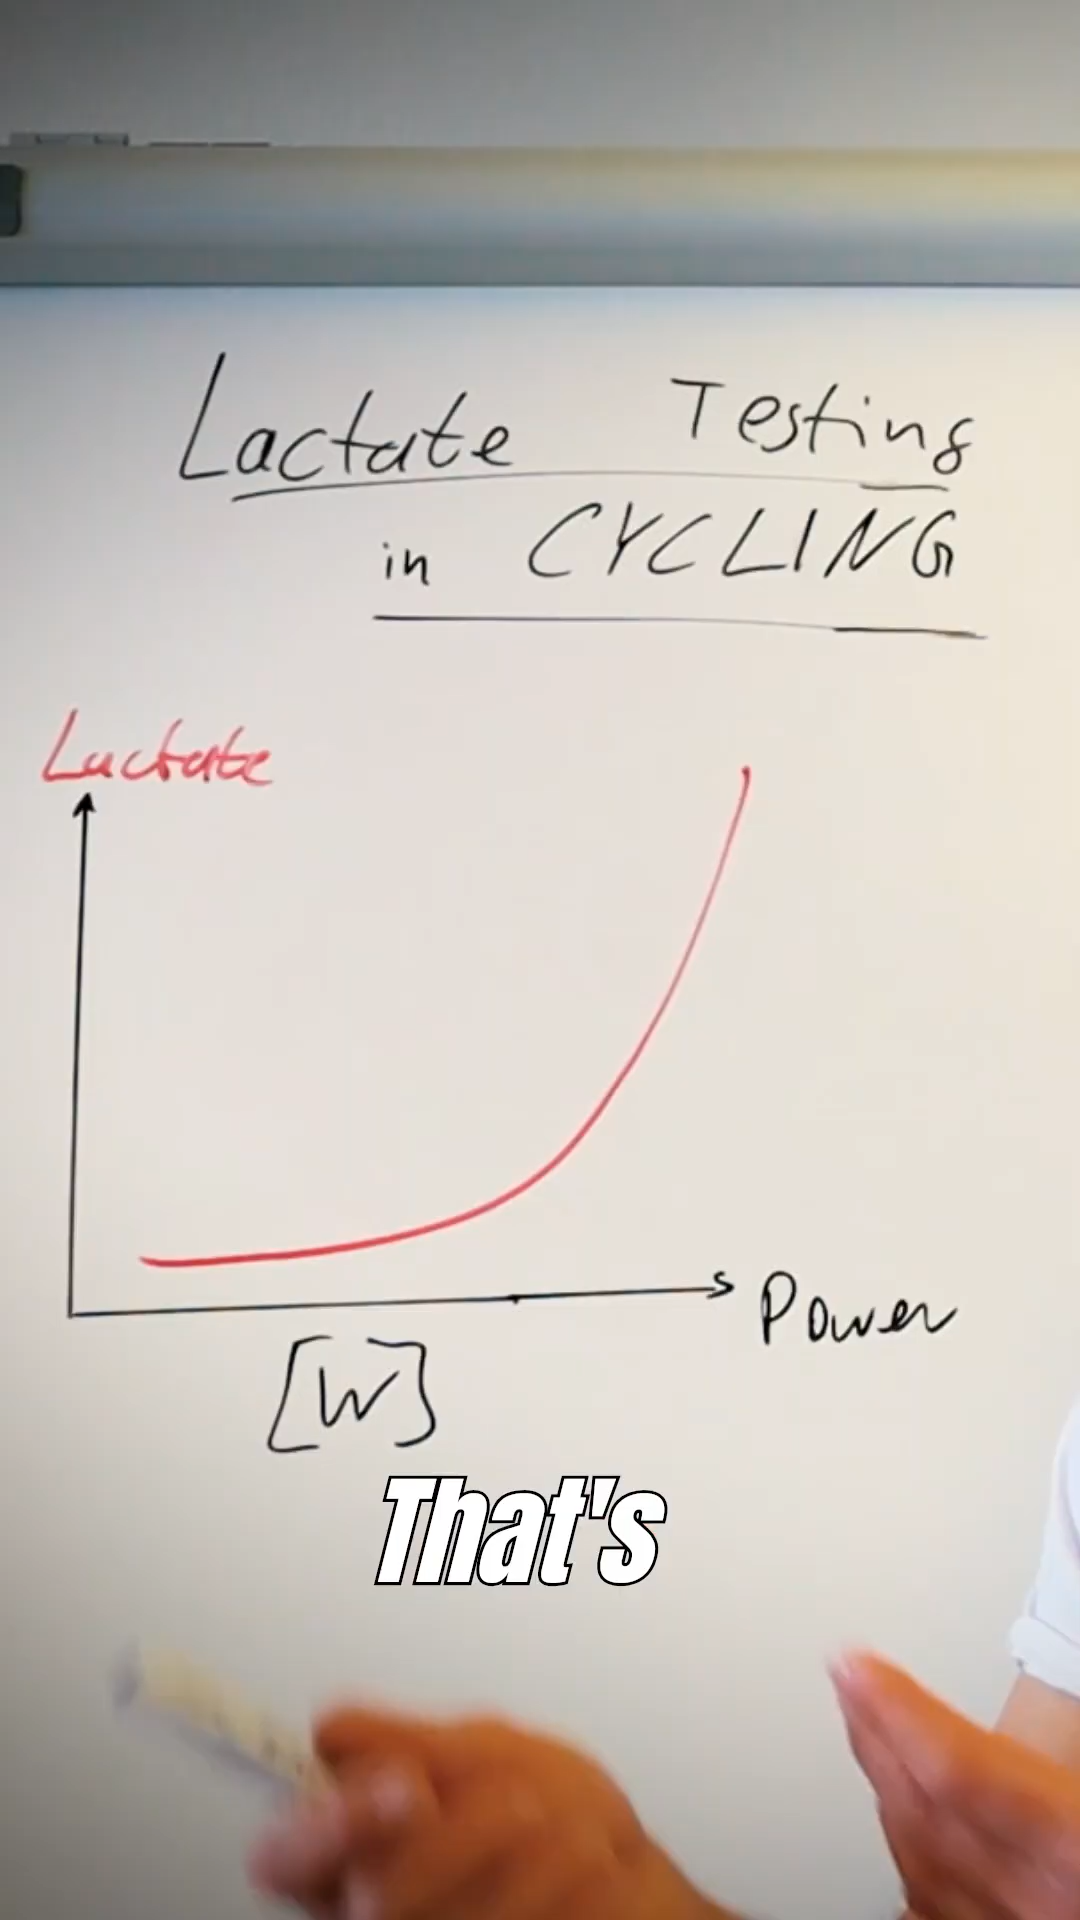 Lactate Testing
in CYCLING
Lactate
Power
[W]
That's